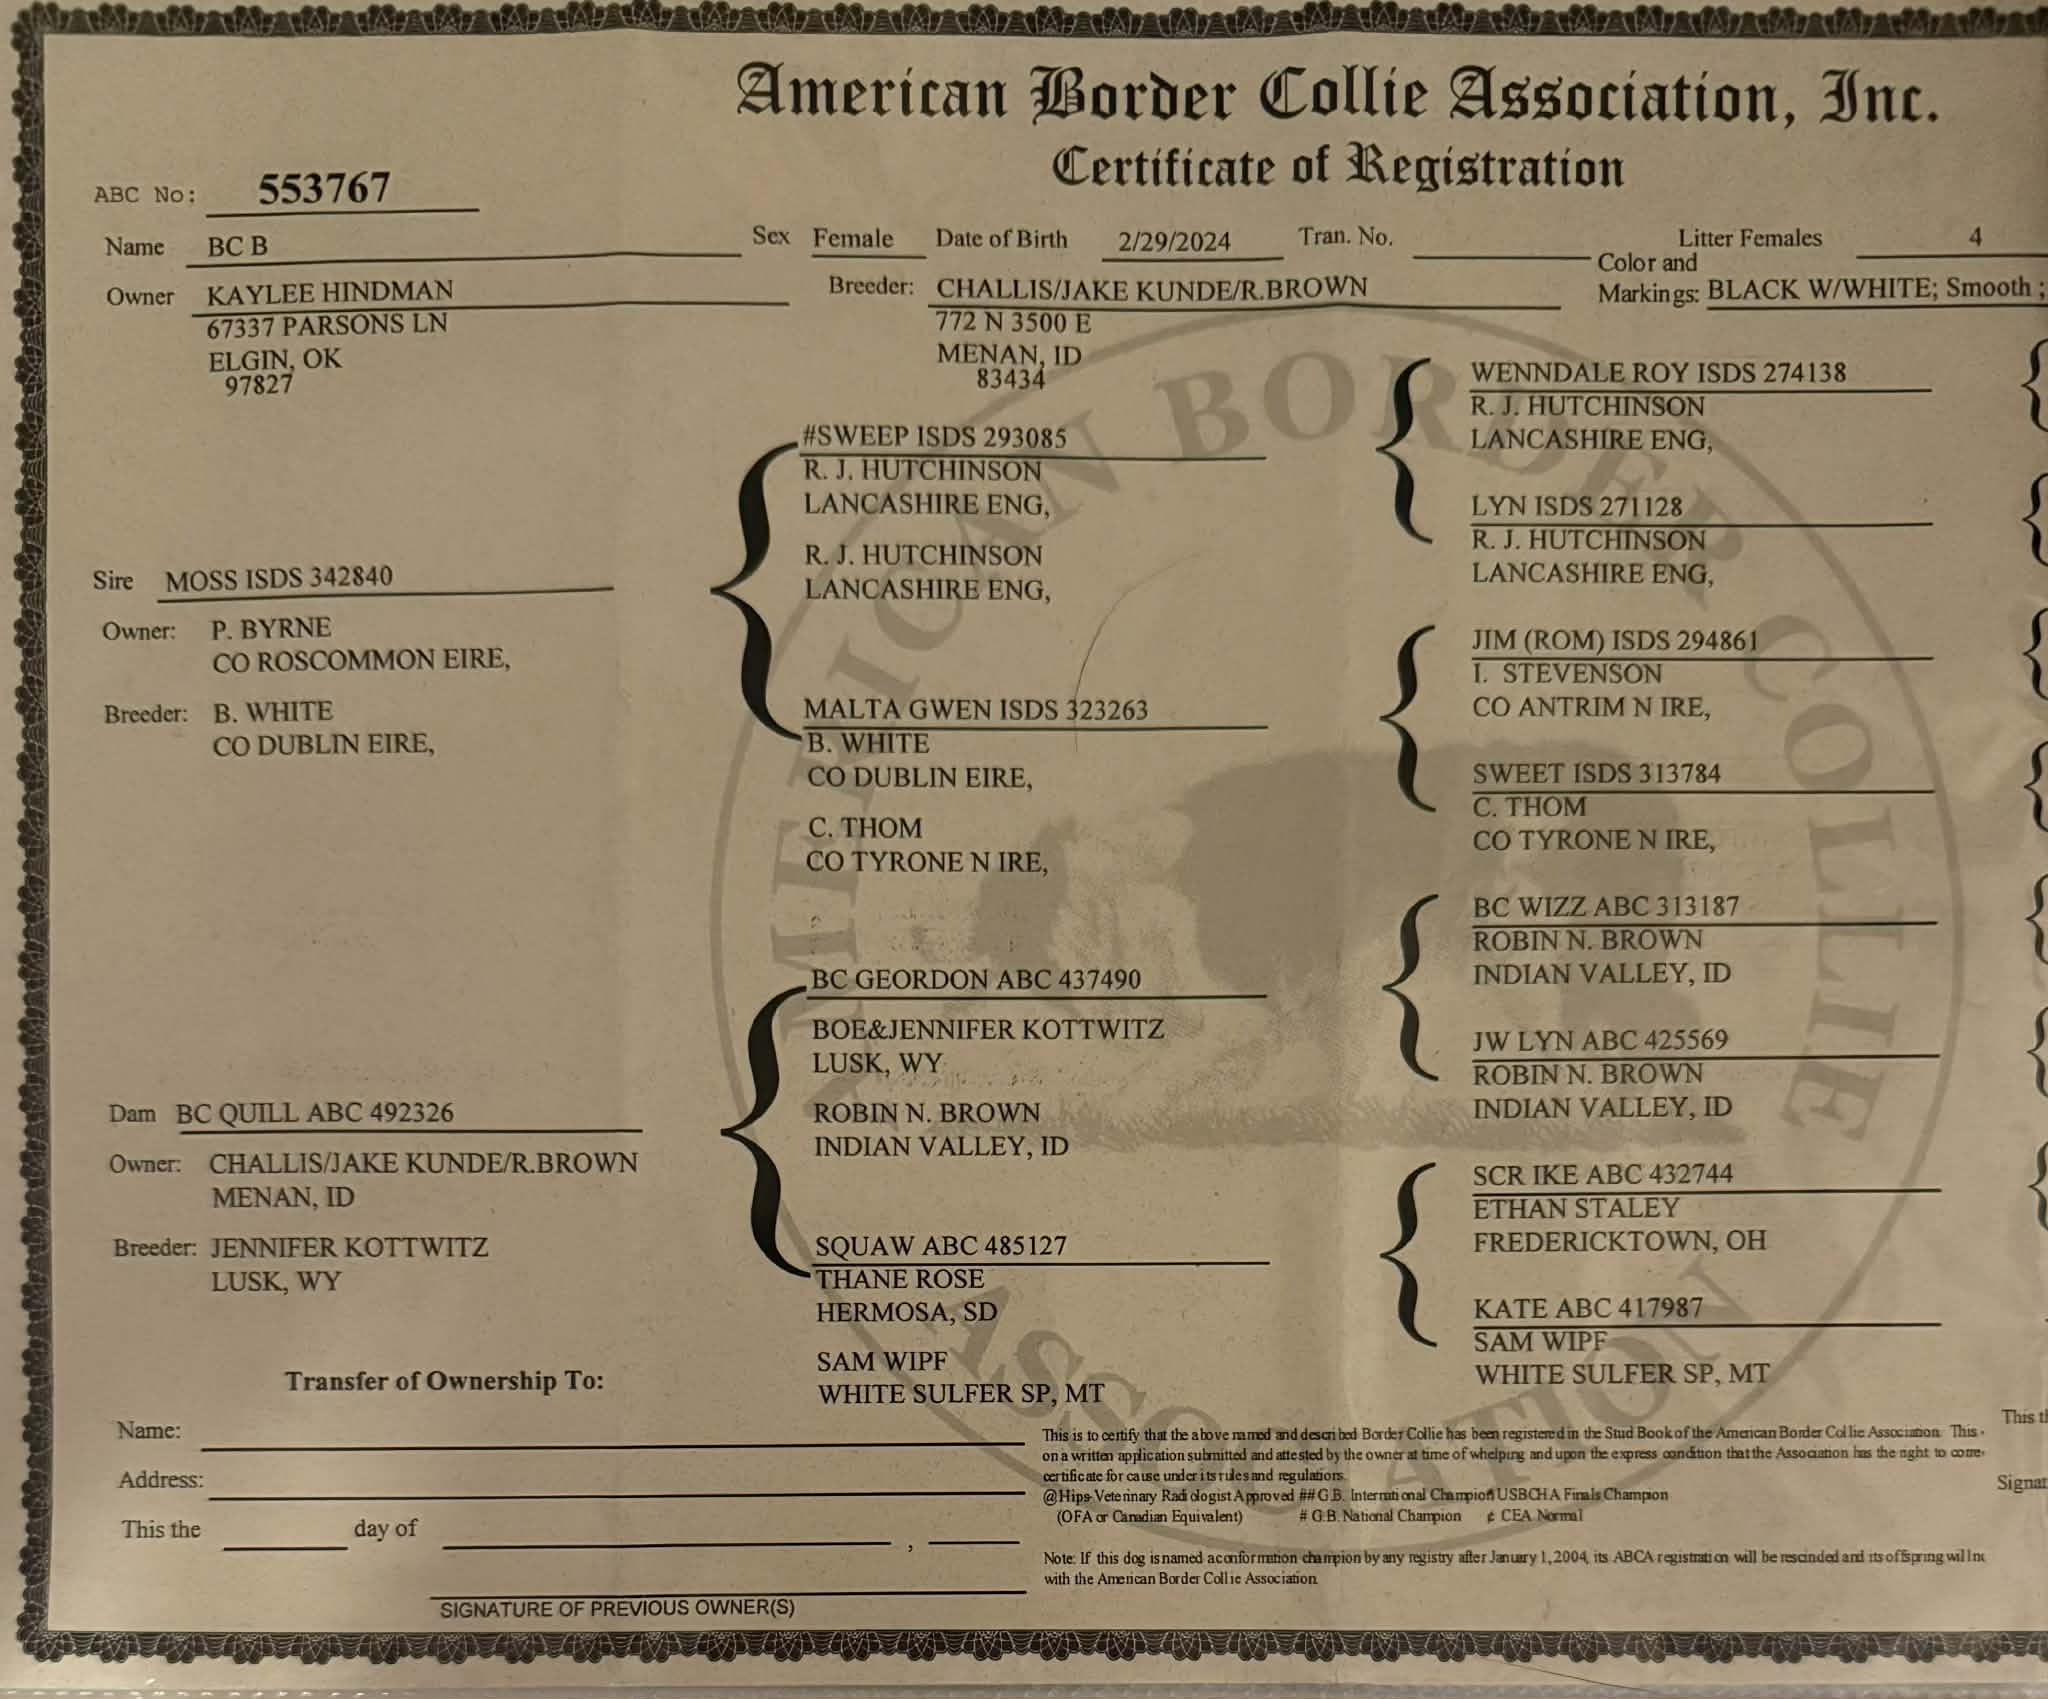 American Border Collie Association, Inc.
Certificate of Registration
ABC No: 553767
Name BC B Sex Female Date of Birth 2/29/2024 Tran. No. Litter Females 4
Owner KAYLEE HINDMAN Breeder: CHALLIS/JAKE KUNDE/R.BROWN Color and Markings: BLACK W/WHITE; Smooth ;
67337 PARSONS LN
ELGIN, OK
97827
772 N 3500 E
MENAN, ID
83434
Sire MOSS ISDS 342840
Owner: P. BYRNE
CO ROSCOMMON EIRE,
Breeder: B. WHITE
CO DUBLIN EIRE,
#SWEEP ISDS 293085
R. J. HUTCHINSON
LANCASHIRE ENG,
R. J. HUTCHINSON
LANCASHIRE ENG,
MALTA GWEN ISDS 323263
B. WHITE
CO DUBLIN EIRE,
C. THOM
CO TYRONE N IRE,
WENNDALE ROY ISDS 274138
R. J. HUTCHINSON
LANCASHIRE ENG,
LYN ISDS 271128
R. J. HUTCHINSON
LANCASHIRE ENG,
JIM (ROM) ISDS 294861
I. STEVENSON
CO ANTRIM N IRE,
SWEET ISDS 313784
C. THOM
CO TYRONE N IRE,
Dam BC QUILL ABC 492326
Owner: CHALLIS/JAKE KUNDE/R.BROWN
MENAN, ID
Breeder: JENNIFER KOTTWITZ
LUSK, WY
BC GEORDON ABC 437490
BOE&JENNIFER KOTTWITZ
LUSK, WY
ROBIN N. BROWN
INDIAN VALLEY, ID
SQUAW ABC 485127
THANE ROSE
HERMOSA, SD
SAM WIPF
WHITE SULFER SP, MT
BC WIZZ ABC 313187
ROBIN N. BROWN
INDIAN VALLEY, ID
JW LYN ABC 425569
ROBIN N. BROWN
INDIAN VALLEY, ID
SCR IKE ABC 432744
ETHAN STALEY
FREDERICKTOWN, OH
KATE ABC 417987
SAM WIPF
WHITE SULFER SP, MT
AMERICAN BORDER COLLIE ASSOCIATION
Transfer of Ownership To:
Name:
Address:
This the day of ,
SIGNATURE OF PREVIOUS OWNER(S)
This is to certify that the above named and described Border Collie has been registered in the Stud Book of the American Border Collie Association. This
on a written application submitted and attested by the owner at time of whelping and upon the express condition that the Association has the right to
certificate for cause under its rules and regulations.
@Hips-Veterinary Radiologist Approved ## G.B. International Champion USBCHA Finals Champion
(OFA or Canadian Equivalent) # G.B. National Champion ¢ CEA Normal
Note: If this dog is named a conformation champion by any registry after January 1, 2004, its ABCA registration will be rescinded and its offspring will
with the American Border Collie Association.
This